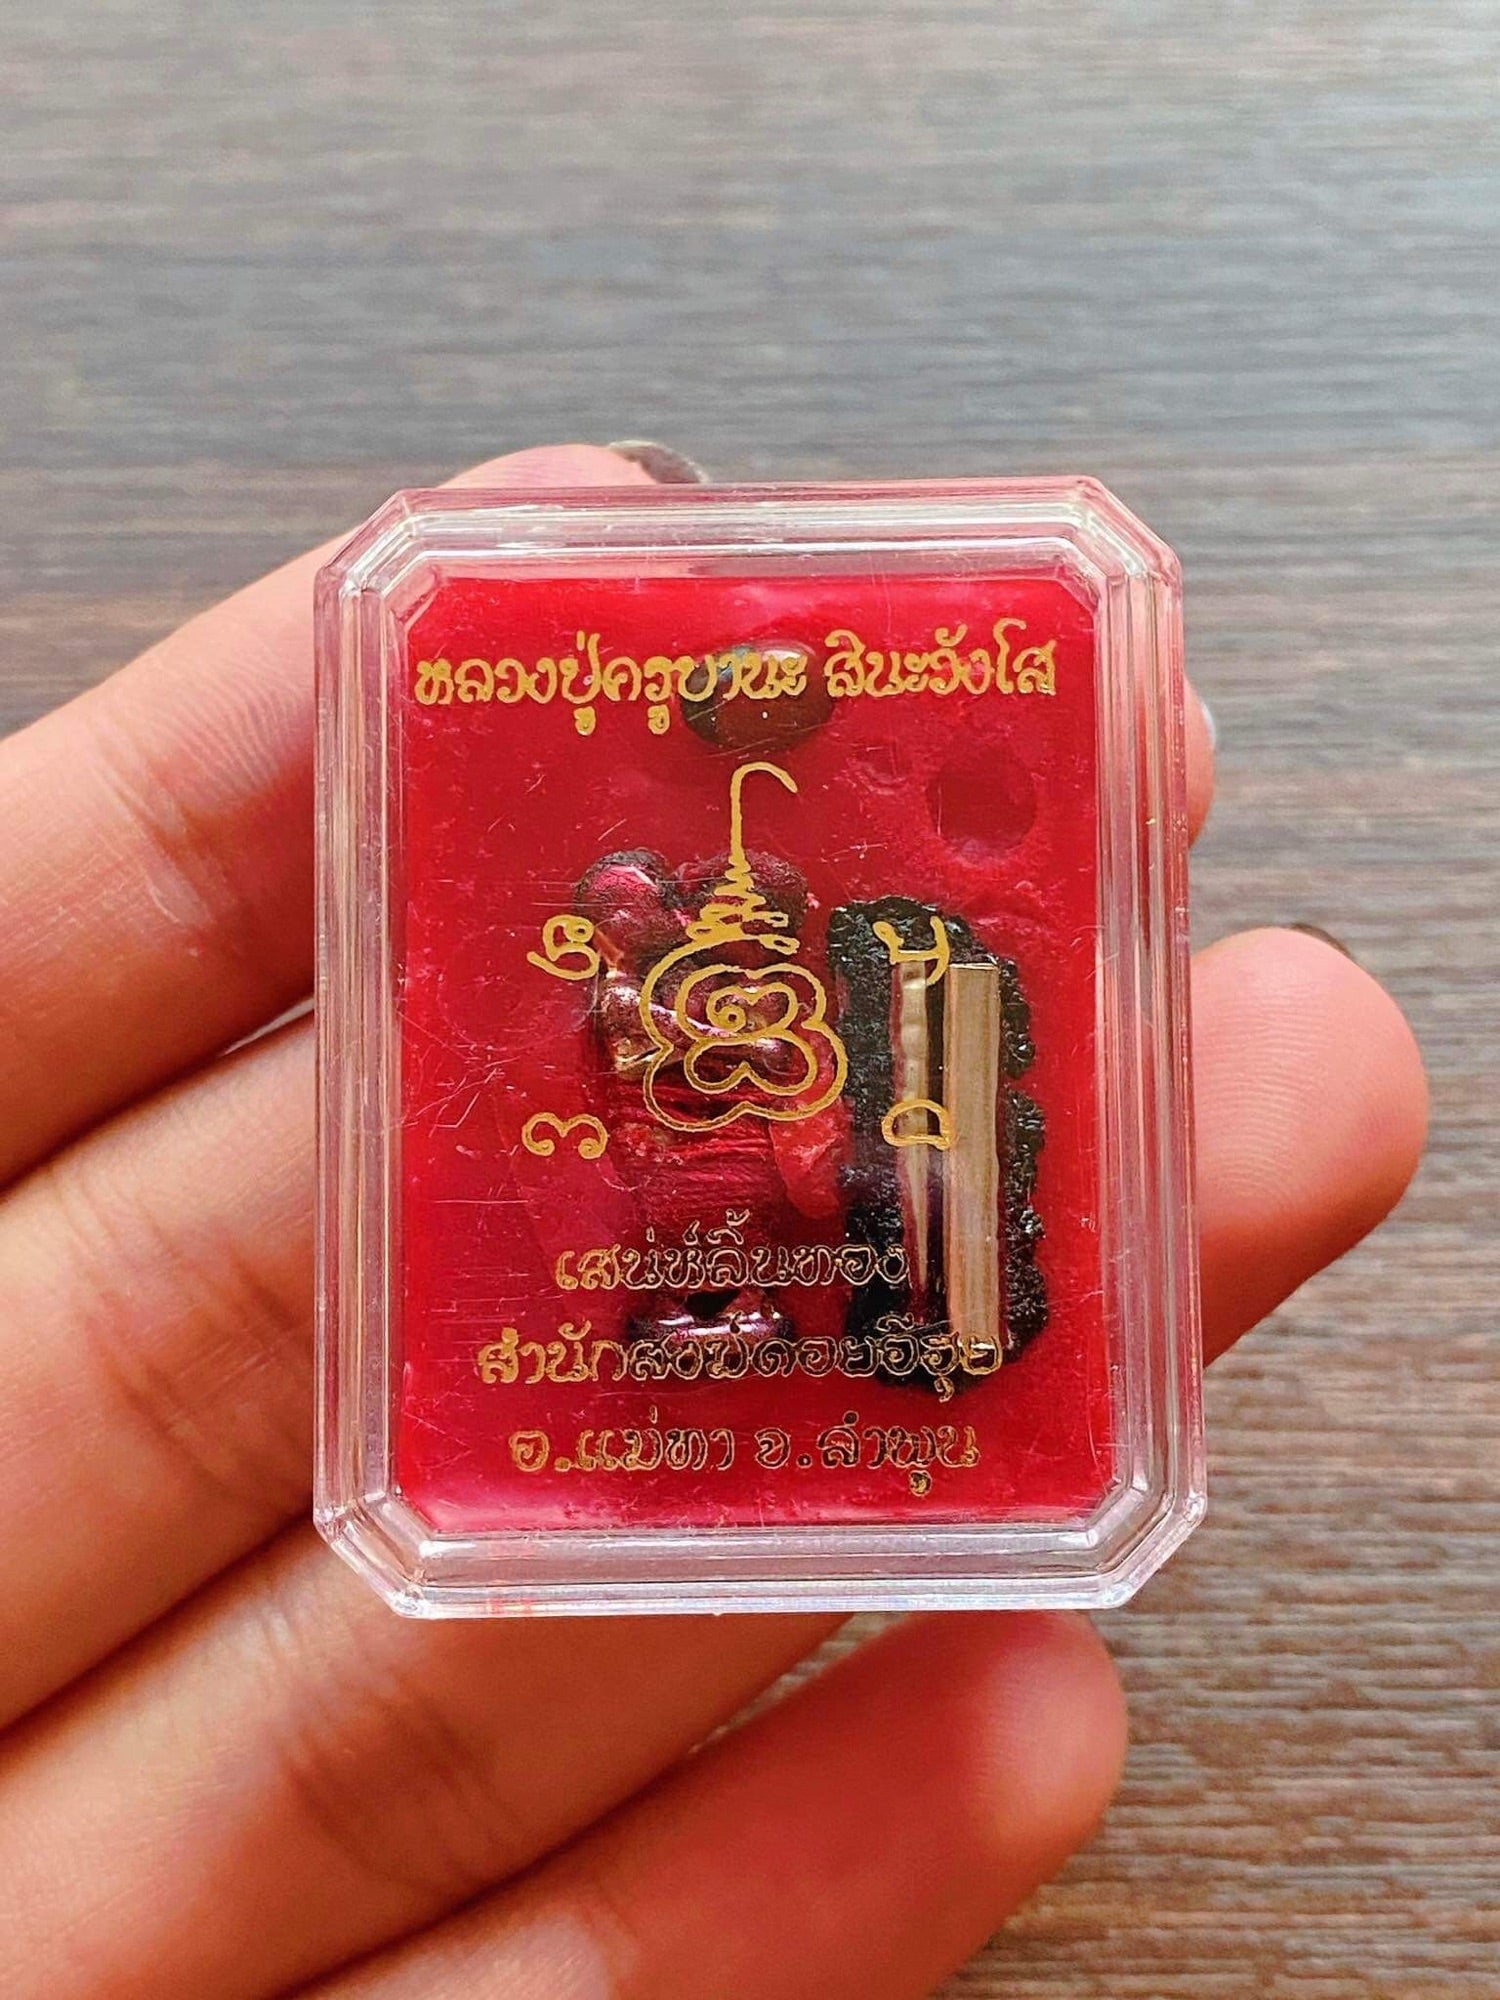 หลวงปู่ครูบานะ สินะวังโส
เสน่ห์ลิ้นทอง
สำนักสงฆ์ดอยอีฮุย
อ.แม่ทา จ.ลำพูน